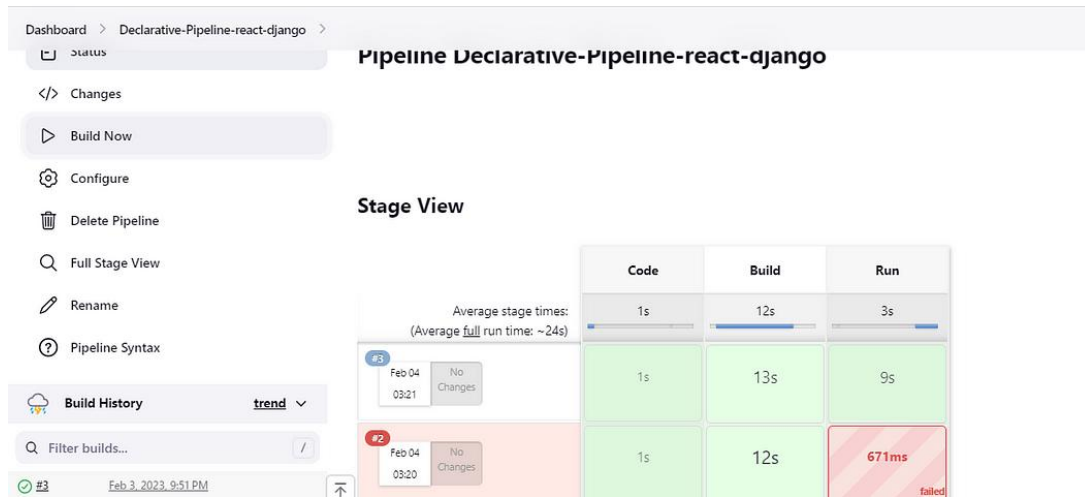 Dashboard > Declarative-Pipeline-react-django >
Status
Changes
Build Now
Configure
Delete Pipeline
Full Stage View
Rename
Pipeline Syntax
Build History trend
Filter builds... /
#3 Feb 3, 2023, 9:51 PM
Pipeline Declarative-Pipeline-react-django
Stage View
Code Build Run
Average stage times: 1s 12s 3s
(Average full run time: ~24s)
#3
Feb 04 No
03:21 Changes
1s 13s 9s
#2
Feb 04 No
03:20 Changes
1s 12s 671ms
failed